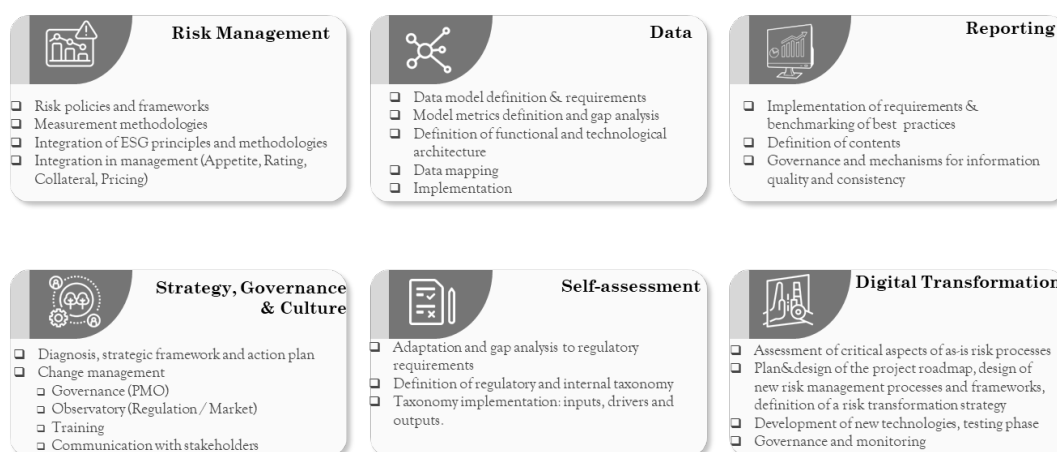 Risk Management
❑ Risk policies and frameworks
❑ Measurement methodologies
❑ Integration of ESG principles and methodologies
❑ Integration in management (Appetite, Rating,
Collateral, Pricing)
Data
❑ Data model definition & requirements
❑ Model metrics definition and gap analysis
❑ Definition of functional and technological
architecture
❑ Data mapping
❑ Implementation
Reporting
❑ Implementation of requirements &
benchmarking of best practices
❑ Definition of contents
❑ Governance and mechanisms for information
quality and consistency
Strategy, Governance
& Culture
❑ Diagnosis, strategic framework and action plan
❑ Change management
❑ Governance (PMO)
❑ Observatory (Regulation / Market)
❑ Training
❑ Communication with stakeholders
Self-assessment
❑ Adaptation and gap analysis to regulatory
requirements
❑ Definition of regulatory and internal taxonomy
❑ Taxonomy implementation: inputs, drivers and
outputs.
Digital Transformation
❑ Assessment of critical aspects of as-is risk processes
❑ Plan&design of the project roadmap, design of
new risk management processes and frameworks,
definition of a risk transformation strategy
❑ Development of new technologies, testing phase
❑ Governance and monitoring